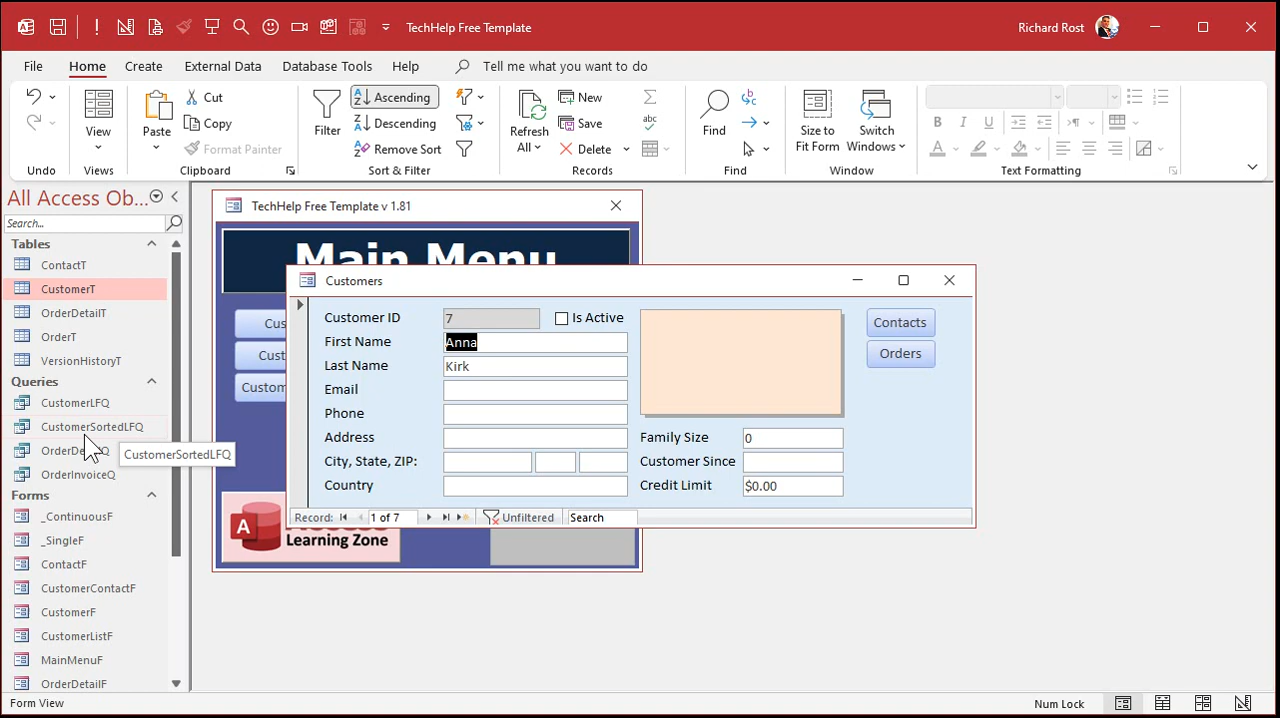 TechHelp Free Template
Richard Rost
File
Home
Create
External Data
Database Tools
Help
Tell me what you want to do
Undo
View
Views
Paste
Cut
Copy
Format Painter
Clipboard
Filter
Ascending
Descending
Remove Sort
Sort & Filter
Refresh
All
New
Save
Delete
Records
Find
Find
Size to
Fit Form
Switch
Windows
Window
Text Formatting
All Access Ob...
Search...
Tables
ContactT
CustomerT
OrderDetailT
OrderT
VersionHistoryT
Queries
CustomerLFQ
CustomerSortedLFQ
CustomerSortedLFQ
OrderInvoiceQ
Forms
_ContinuousF
_SingleF
ContactF
CustomerContactF
CustomerF
CustomerListF
MainMenuF
OrderDetailF
TechHelp Free Template v 1.81
Main Menu
Access
Learning Zone
Customers
Customer ID 7 Is Active
First Name Anna
Last Name Kirk
Email
Phone
Address
City, State, ZIP:
Country
Family Size 0
Customer Since
Credit Limit $0.00
Contacts
Orders
Record: 1 of 7 Unfiltered Search
Form View
Num Lock